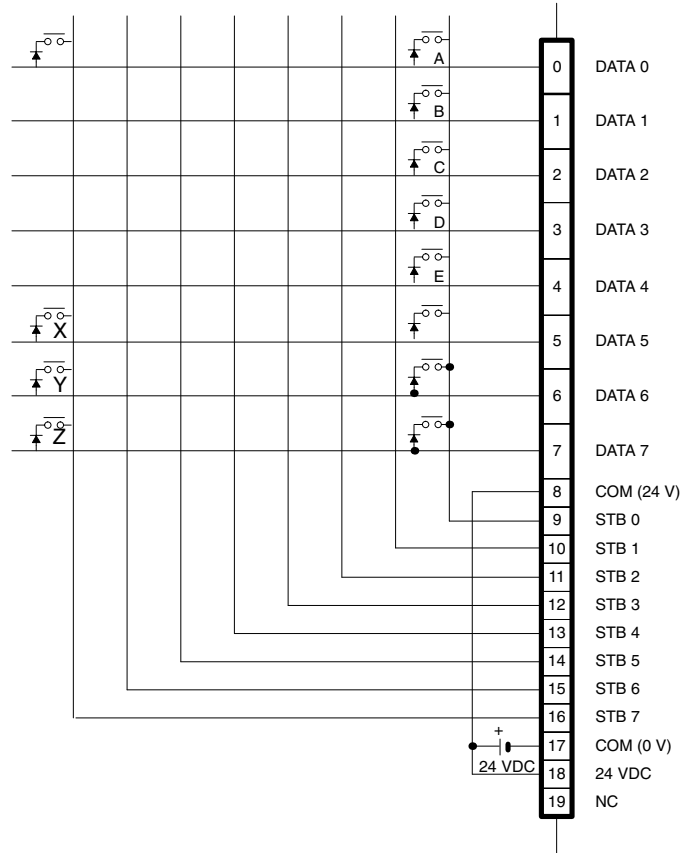 A
0 DATA 0
B
1 DATA 1
C
2 DATA 2
D
3 DATA 3
E
4 DATA 4
X
5 DATA 5
Y
6 DATA 6
Z
7 DATA 7
8 COM (24 V)
9 STB 0
10 STB 1
11 STB 2
12 STB 3
13 STB 4
14 STB 5
15 STB 6
16 STB 7
+
17 COM (0 V)
24 VDC
18 24 VDC
19 NC